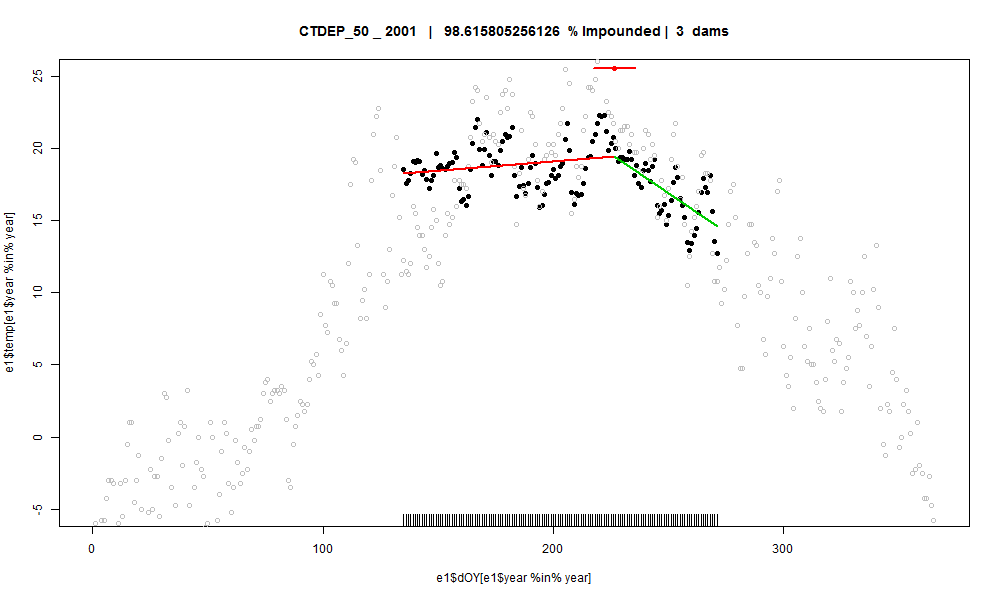 CTDEP_50 _ 2001 | 98.615805256126 % Impounded | 3 dams
e1$temp[e1$year %in% year]
25
20
15
10
5
0
-5
0 100 200 300
e1$dOY[e1$year %in% year]